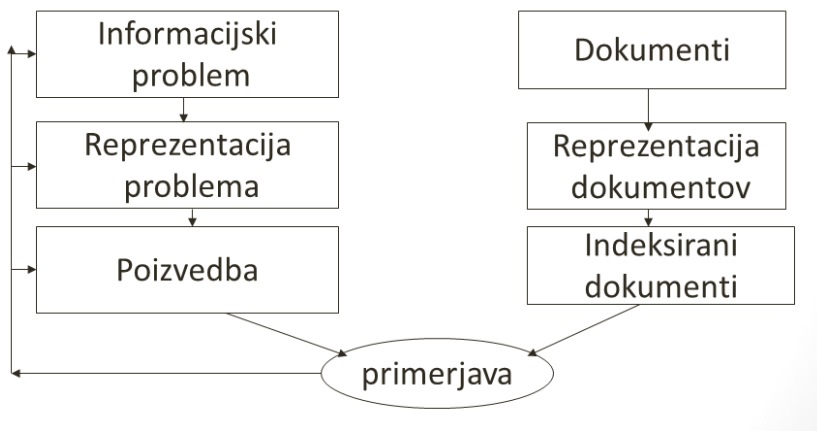 Informacijski
problem
Reprezentacija
problema
Poizvedba
Dokumenti
Reprezentacija
dokumentov
Indeksirani
dokumenti
primerjava